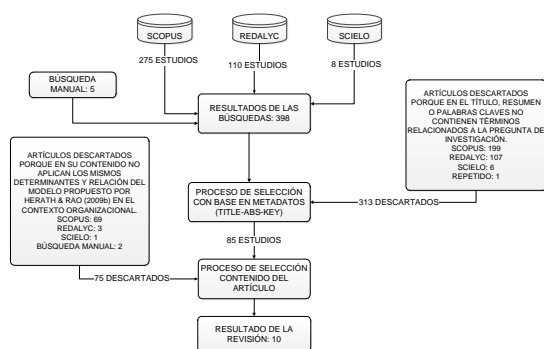 SCOPUS
REDALYC
SCIELO
275 ESTUDIOS
110 ESTUDIOS
8 ESTUDIOS
BÚSQUEDA
MANUAL: 5
RESULTADOS DE LAS
BÚSQUEDAS: 398
ARTÍCULOS DESCARTADOS
PORQUE EN EL TÍTULO, RESUMEN
O PALABRAS CLAVES NO
CONTIENEN TÉRMINOS
RELACIONADOS A LA PREGUNTA DE
INVESTIGACIÓN.
SCOPUS: 199
REDALYC: 107
SCIELO: 6
REPETIDO: 1
ARTÍCULOS DESCARTADOS
PORQUE EN SU CONTENIDO NO
APLICAN LOS MISMOS
DETERMINANTES Y RELACIÓN DEL
MODELO PROPUESTO POR
HERATH & RAO (2009b) EN EL
CONTEXTO ORGANIZACIONAL.
SCOPUS: 69
REDALYC: 3
SCIELO: 1
BÚSQUEDA MANUAL: 2
PROCESO DE SELECCIÓN
CON BASE EN METADATOS
(TITLE-ABS-KEY)
313 DESCARTADOS
85 ESTUDIOS
75 DESCARTADOS
PROCESO DE SELECCIÓN
CONTENIDO DEL
ARTÍCULO
RESULTADO DE LA
REVISIÓN: 10